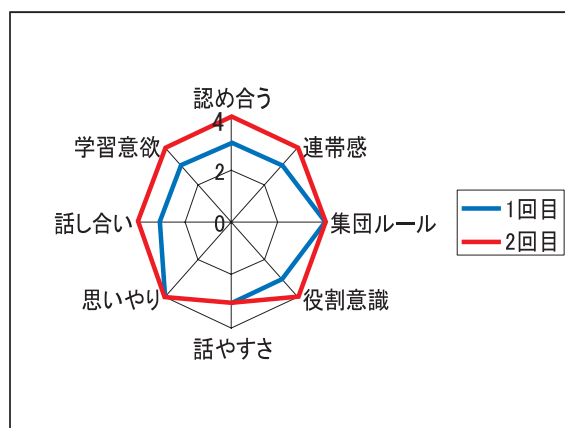 認め合う
4
学習意欲
連帯感
2
話し合い
0
集団ルール
思いやり
役割意識
話やすさ
1回目
2回目